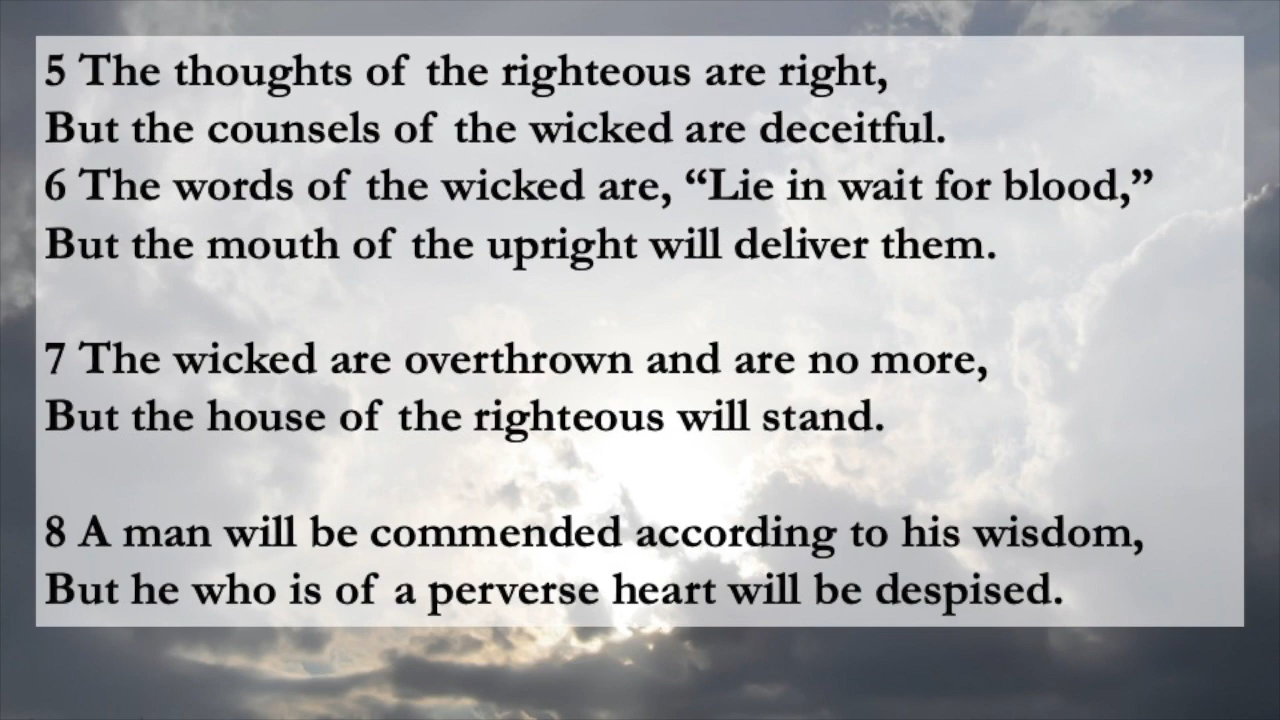 5 The thoughts of the righteous are right,
But the counsels of the wicked are deceitful.
6 The words of the wicked are, “Lie in wait for blood,”
But the mouth of the upright will deliver them.
7 The wicked are overthrown and are no more,
But the house of the righteous will stand.
8 A man will be commended according to his wisdom,
But he who is of a perverse heart will be despised.